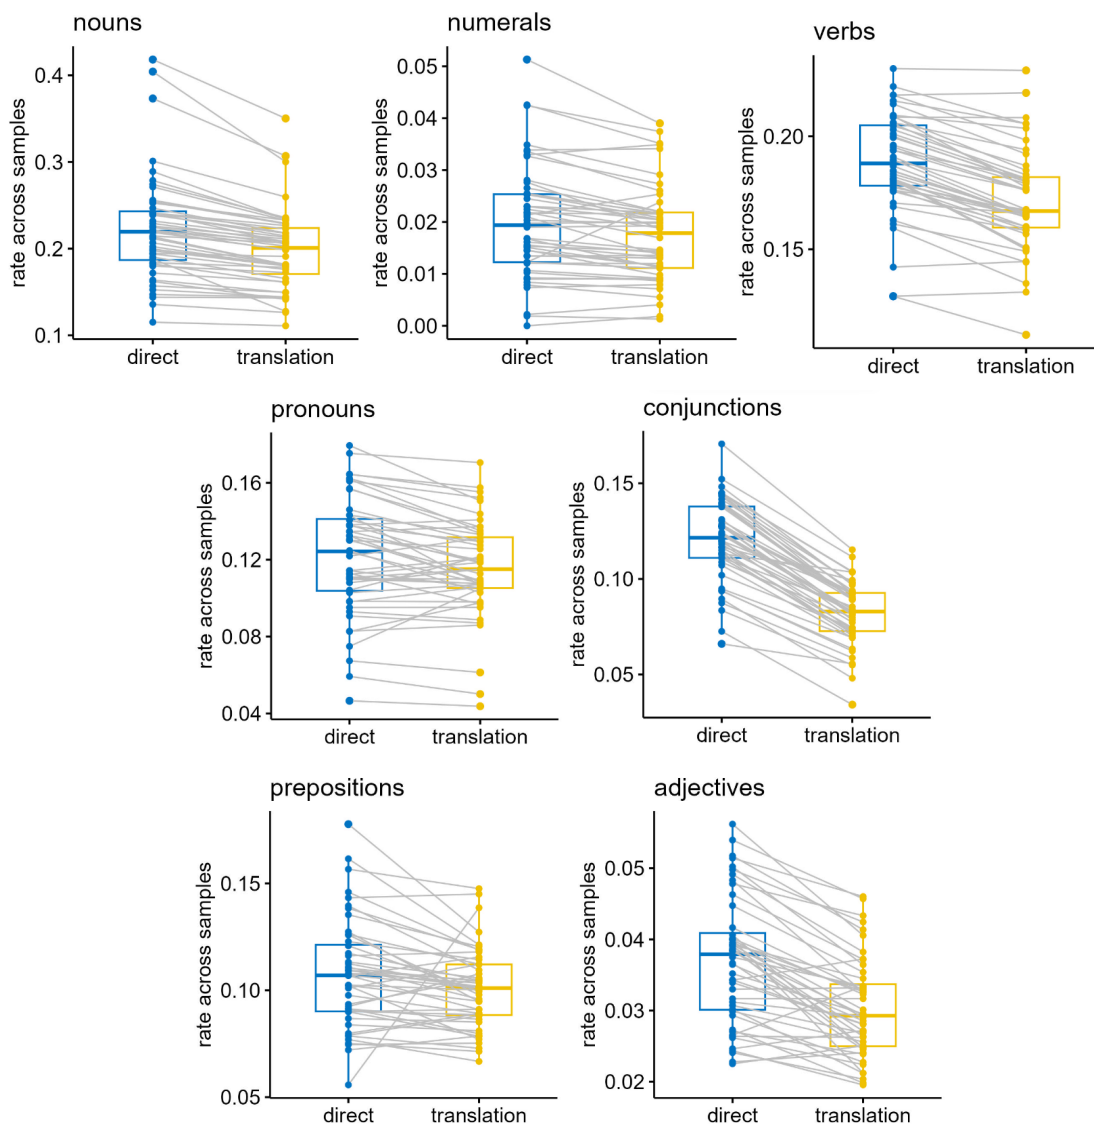 nouns
rate across samples
0.4
0.3
0.2
0.1
direct translation
numerals
rate across samples
0.05
0.04
0.03
0.02
0.01
0.00
direct translation
verbs
rate across samples
0.20
0.15
direct translation
pronouns
rate across samples
0.16
0.12
0.08
0.04
direct translation
conjunctions
rate across samples
0.15
0.10
0.05
direct translation
prepositions
rate across samples
0.15
0.10
0.05
direct translation
adjectives
rate across samples
0.05
0.04
0.03
0.02
direct translation